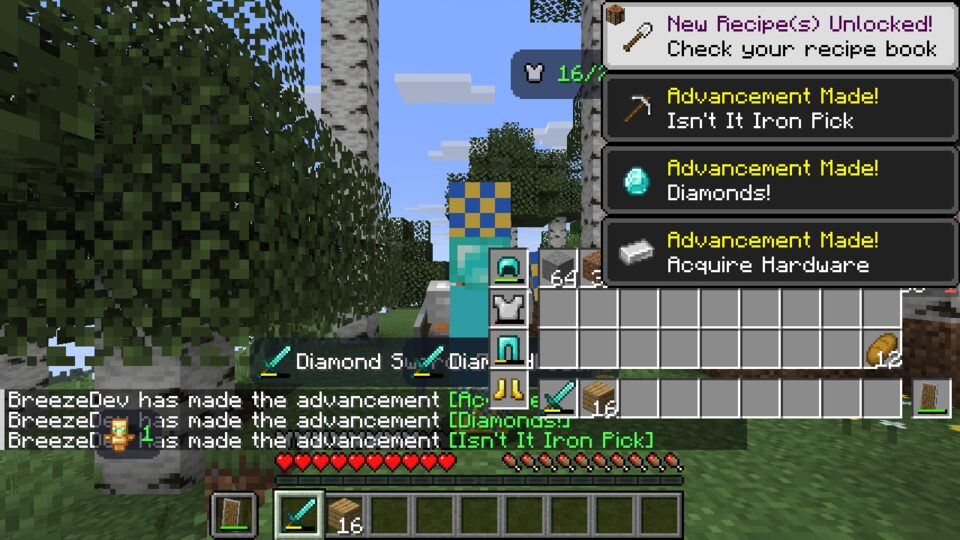 New Recipe(s) Unlocked!
Check your recipe book
16/
Advancement Made!
Isn't It Iron Pick
Advancement Made!
Diamonds!
Advancement Made!
Acquire Hardware
64
12
Diamond
BreezeDev has made the advancement
has made the advancement [Diamonds!]
has made the advancement [Isn't It Iron Pick]
1
16
16